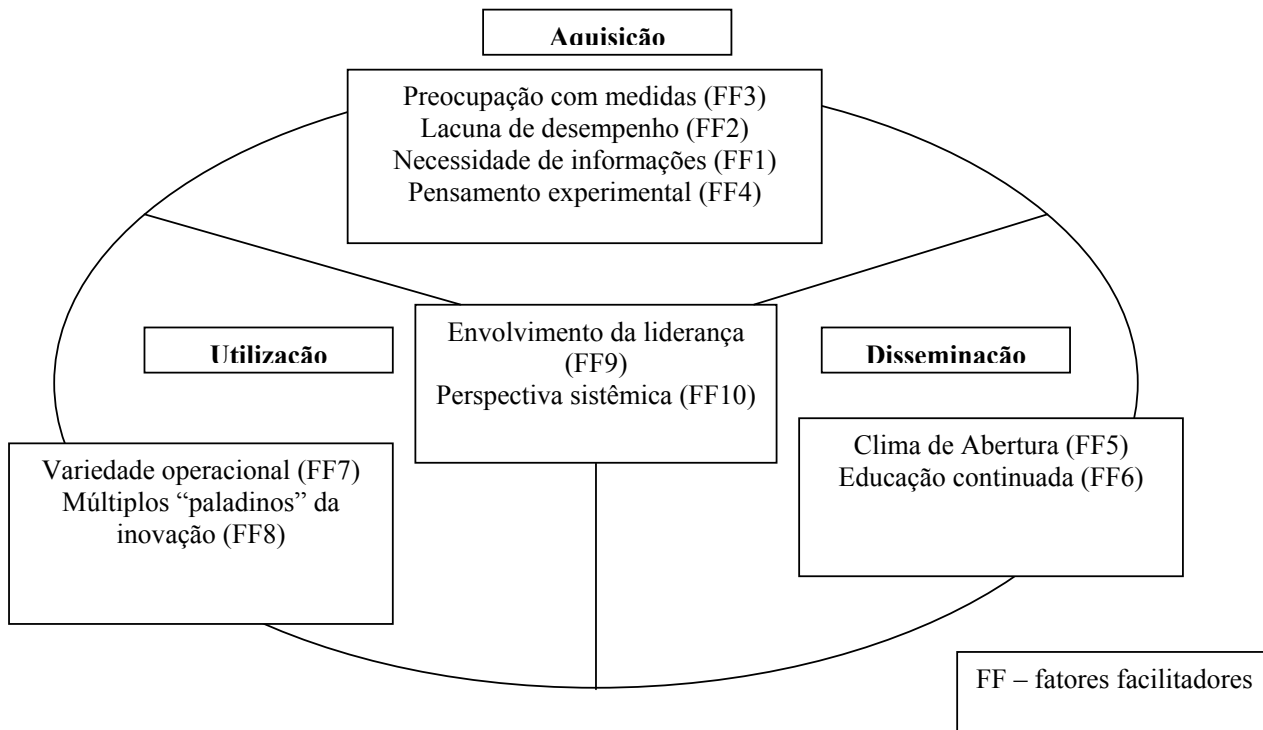 Aquisição
Preocupação com medidas (FF3)
Lacuna de desempenho (FF2)
Necessidade de informações (FF1)
Pensamento experimental (FF4)
Utilização
Envolvimento da liderança
(FF9)
Perspectiva sistêmica (FF10)
Disseminação
Variedade operacional (FF7)
Múltiplos “paladinos” da
inovação (FF8)
Clima de Abertura (FF5)
Educação continuada (FF6)
FF – fatores facilitadores